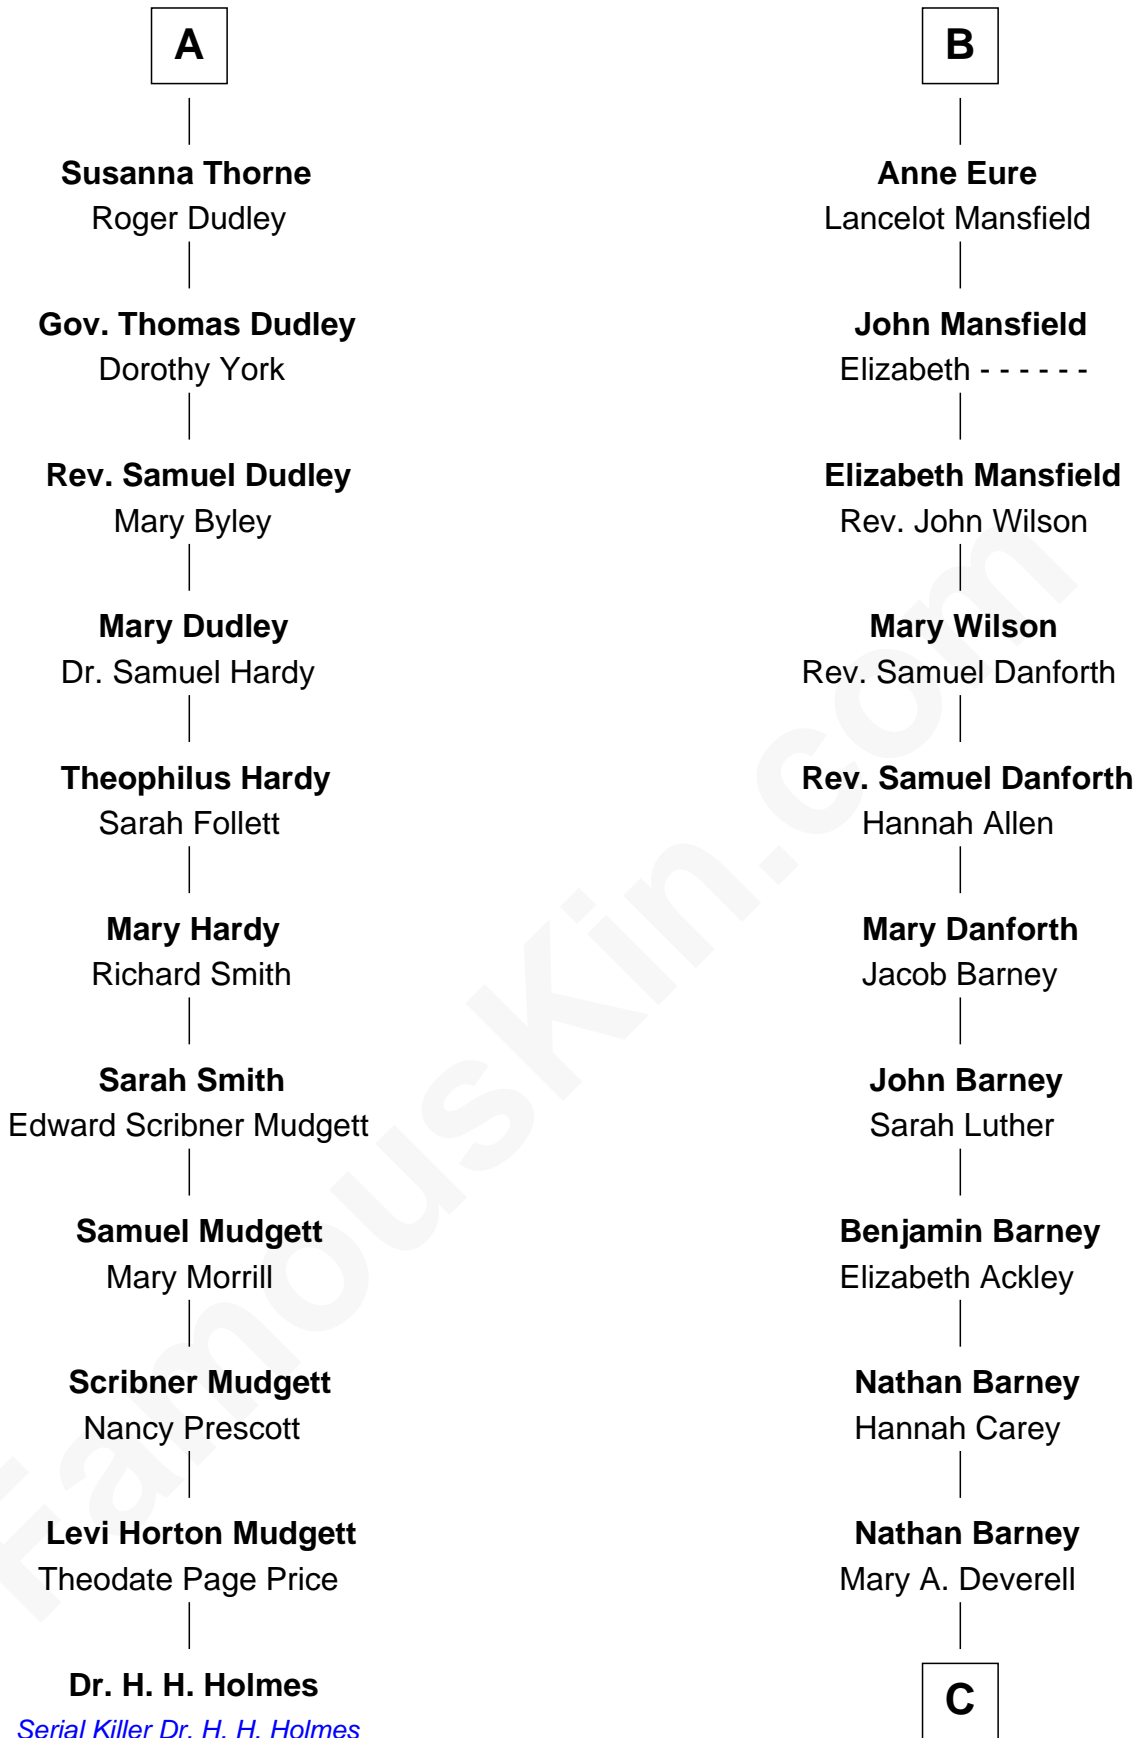 A
Susanna Thorne
Roger Dudley
Gov. Thomas Dudley
Dorothy York
Rev. Samuel Dudley
Mary Byley
Mary Dudley
Dr. Samuel Hardy
Theophilus Hardy
Sarah Follett
Mary Hardy
Richard Smith
Sarah Smith
Edward Scribner Mudgett
Samuel Mudgett
Mary Morrill
Scribner Mudgett
Nancy Prescott
Levi Horton Mudgett
Theodate Page Price
Dr. H. H. Holmes
Serial Killer Dr. H. H. Holmes
B
Anne Eure
Lancelot Mansfield
John Mansfield
Elizabeth - - - - - -
Elizabeth Mansfield
Rev. John Wilson
Mary Wilson
Rev. Samuel Danforth
Rev. Samuel Danforth
Hannah Allen
Mary Danforth
Jacob Barney
John Barney
Sarah Luther
Benjamin Barney
Elizabeth Ackley
Nathan Barney
Hannah Carey
Nathan Barney
Mary A. Deverell
C
FamousKin.com